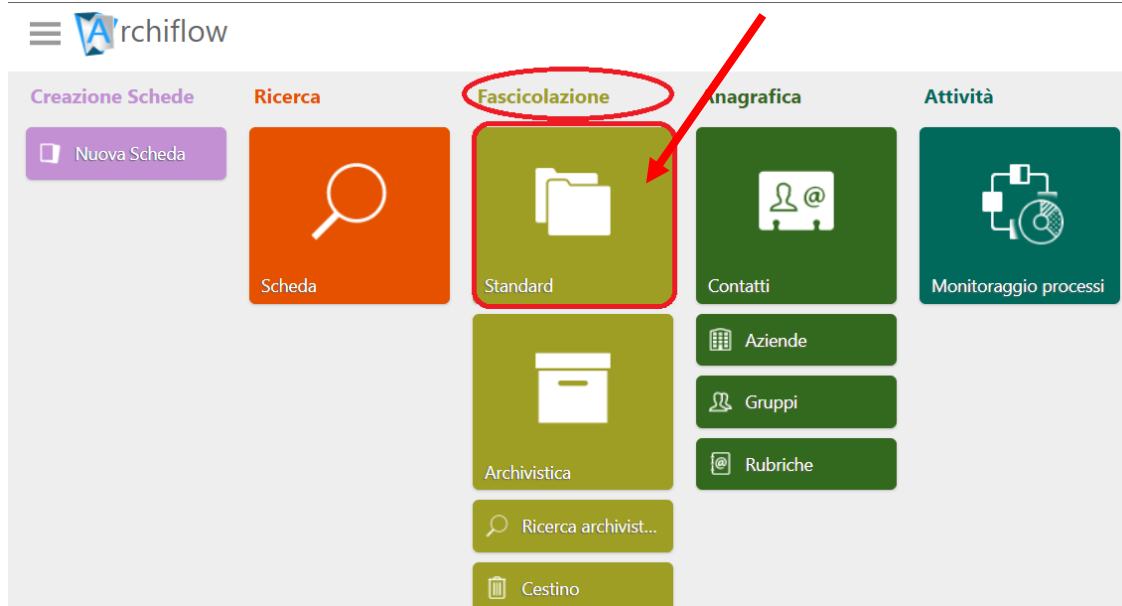 Archiflow
Creazione Schede
Nuova Scheda
Ricerca
Scheda
Fascicolazione
Standard
Archivistica
Ricerca archivist...
Cestino
Anagrafica
Contatti
Aziende
Gruppi
Rubriche
Attività
Monitoraggio processi